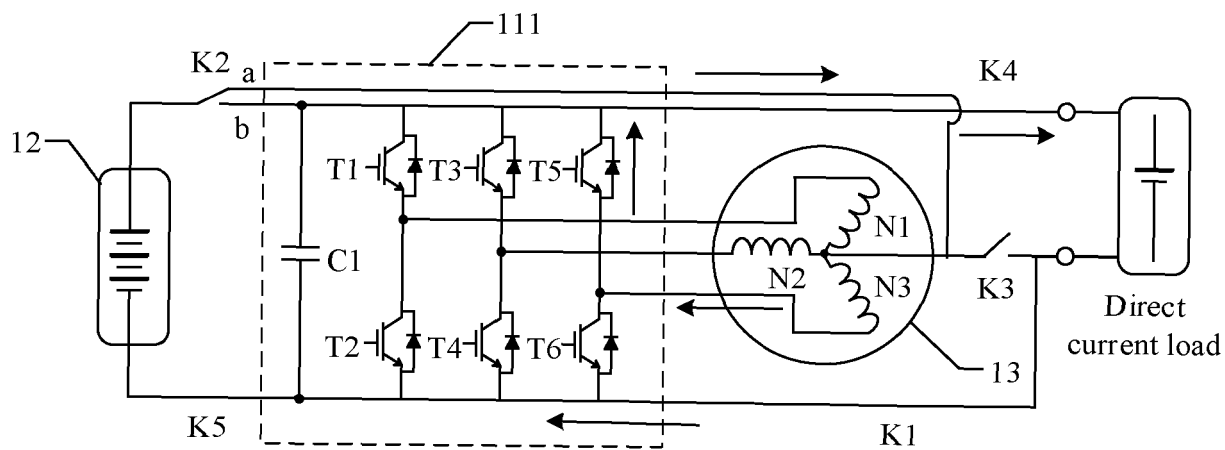 111
K2
a
K4
b
12
T1
T3
T5
N1
C1
N2
N3
K3
T2
T4
T6
Direct
current load
13
K5
K1